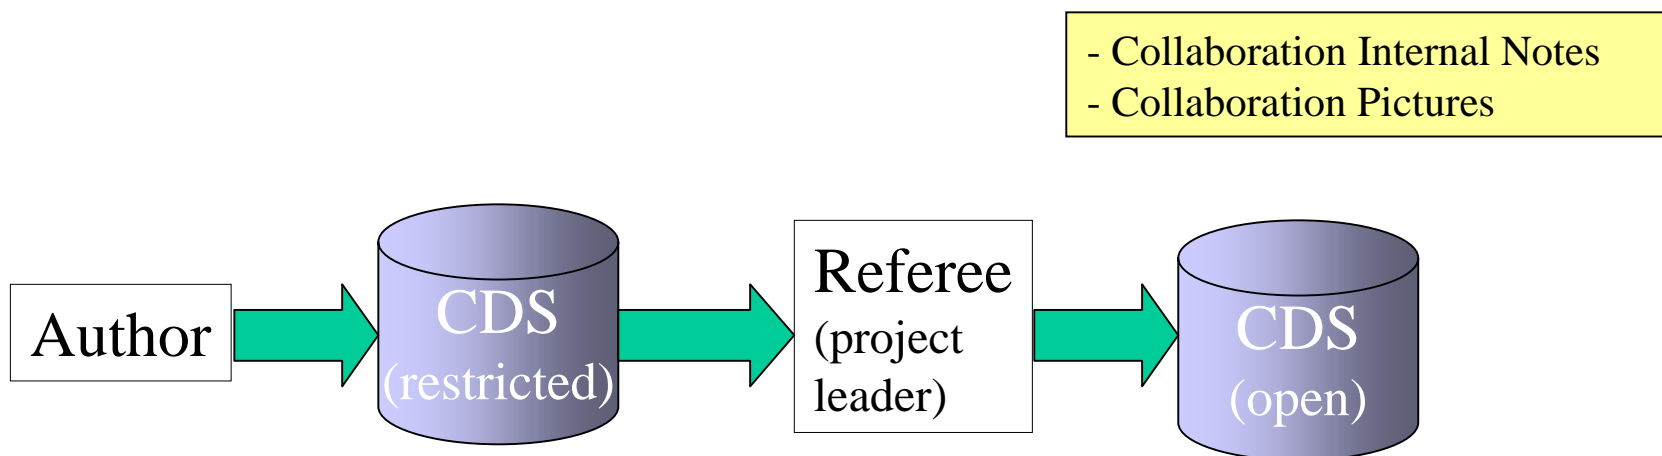 - Collaboration Internal Notes
- Collaboration Pictures
Author
CDS
(restricted)
Referee
(project
leader)
CDS
(open)